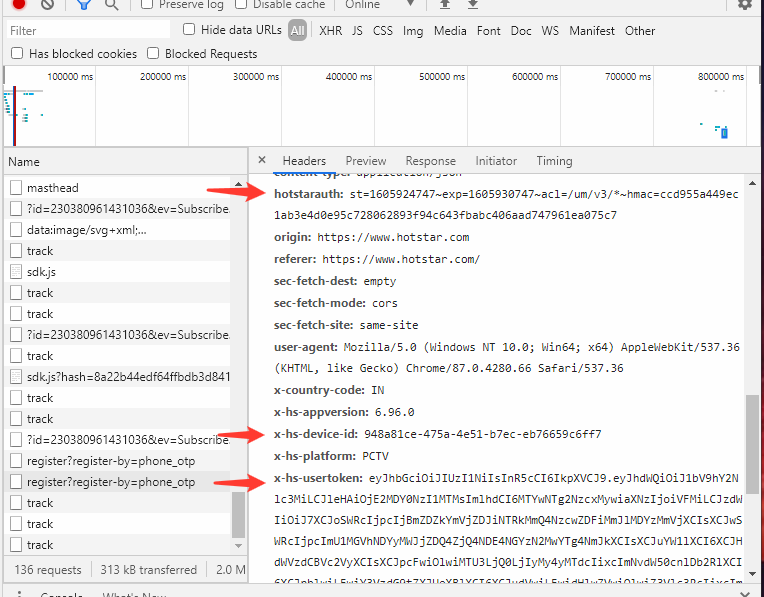 Preserve log Disable cache Online
Filter Hide data URLs All XHR JS CSS Img Media Font Doc WS Manifest Other
Has blocked cookies Blocked Requests
100000 ms 200000 ms 300000 ms 400000 ms 500000 ms 600000 ms 700000 ms 800000 ms
Name
masthead
?id=230380961431036&ev=Subscribe.
data:image/svg+xml;...
track
sdk.js
track
track
?id=230380961431036&ev=Subscribe.
track
sdk.js?hash=8a22b44edf64ffbdb3d841
track
track
?id=230380961431036&ev=Subscribe.
register?register-by=phone_otp
register?register-by=phone_otp
track
track
track
136 requests 313 kB transferred 2.0 M
× Headers Preview Response Initiator Timing
content-type: application/json
hotstarauth: st=1605924747~exp=1605930747~acl=/um/v3/*~hmac=ccd955a449ec
1ab3e4d0e95c728062893f94c643fbabc406aad747961ea075c7
origin: https://www.hotstar.com
referer: https://www.hotstar.com/
sec-fetch-dest: empty
sec-fetch-mode: cors
sec-fetch-site: same-site
user-agent: Mozilla/5.0 (Windows NT 10.0; Win64; x64) AppleWebKit/537.36
(KHTML, like Gecko) Chrome/87.0.4280.66 Safari/537.36
x-country-code: IN
x-hs-appversion: 6.96.0
x-hs-device-id: 948a81ce-475a-4e51-b7ec-eb76659c6ff7
x-hs-platform: PCTV
x-hs-usertoken: eyJhbGciOiJIUzI1NiIsInR5cCI6IkpXVCJ9.eyJhdWQiOiJ1bV9hY2N
lc3MiLCJleHAiOjE2MDY0NzI1MTMsImlhdCI6MTYwNTg2NzcxMywiaXNzIjoiVFMiLCJzdW
IiOiJ7XCJoSWRcIjpcIjBmZDZkYmVjZDJiNTRkMmQ4NzcwZDFiMmJlMDYzMmVjXCIsXCJwS
WRcIjpcImU1MGVhNDYyMWJjZDQ4ZjQ4NDE4NGYzN2MwYTg4NmJkXCIsXCJuYW1lXCI6XCJH
dWVzdCBVc2VyXCIsXCJpcFwiOlwiMTU3LjQ0LjIyMy4yMTdcIixcImNvdW50cnlDb2RlXCI
Console What's New